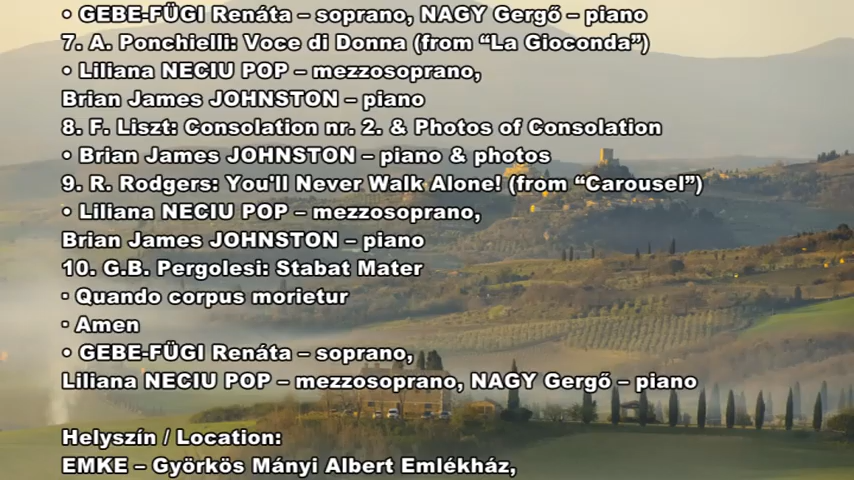 • GEBE-FÜGI Renáta – soprano, NAGY Gergő – piano
7. A. Ponchielli: Voce di Donna (from “La Gioconda”)
• Liliana NECIU POP – mezzosoprano,
Brian James JOHNSTON – piano
8. F. Liszt: Consolation nr. 2. & Photos of Consolation
• Brian James JOHNSTON – piano & photos
9. R. Rodgers: You'll Never Walk Alone! (from “Carousel”)
• Liliana NECIU POP – mezzosoprano,
Brian James JOHNSTON – piano
10. G.B. Pergolesi: Stabat Mater
· Quando corpus morietur
· Amen
• GEBE-FÜGI Renáta – soprano,
Liliana NECIU POP – mezzosoprano, NAGY Gergő – piano
Helyszín / Location:
EMKE – Györkös Mányi Albert Emlékház,